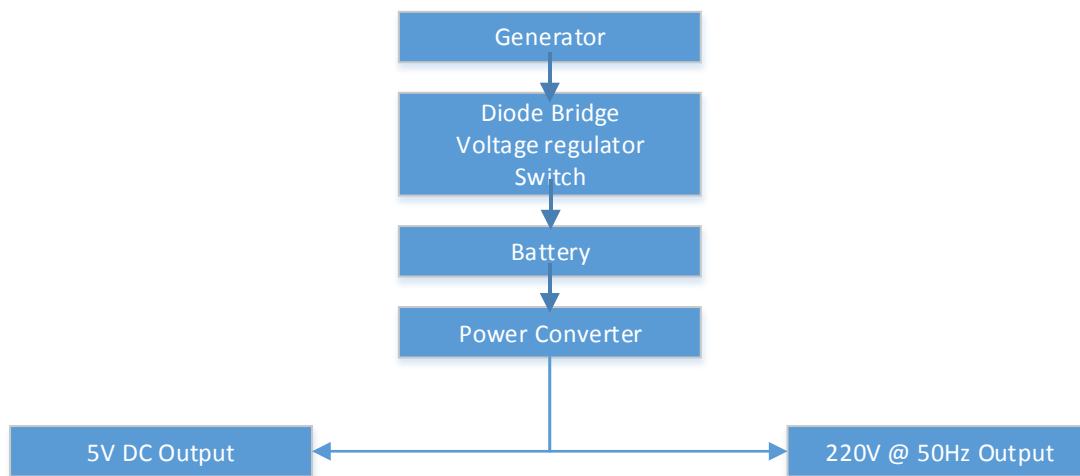 Generator
Diode Bridge
Voltage regulator
Switch
Battery
Power Converter
5V DC Output
220V @ 50Hz Output